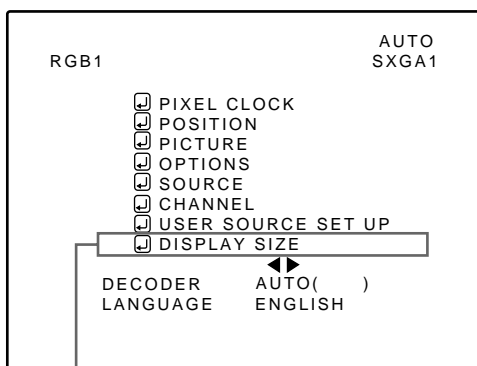 AUTO
RGB1 SXGA1
PIXEL CLOCK
POSITION
PICTURE
OPTIONS
SOURCE
CHANNEL
USER SOURCE SET UP
DISPLAY SIZE
DECODER AUTO( )
LANGUAGE ENGLISH